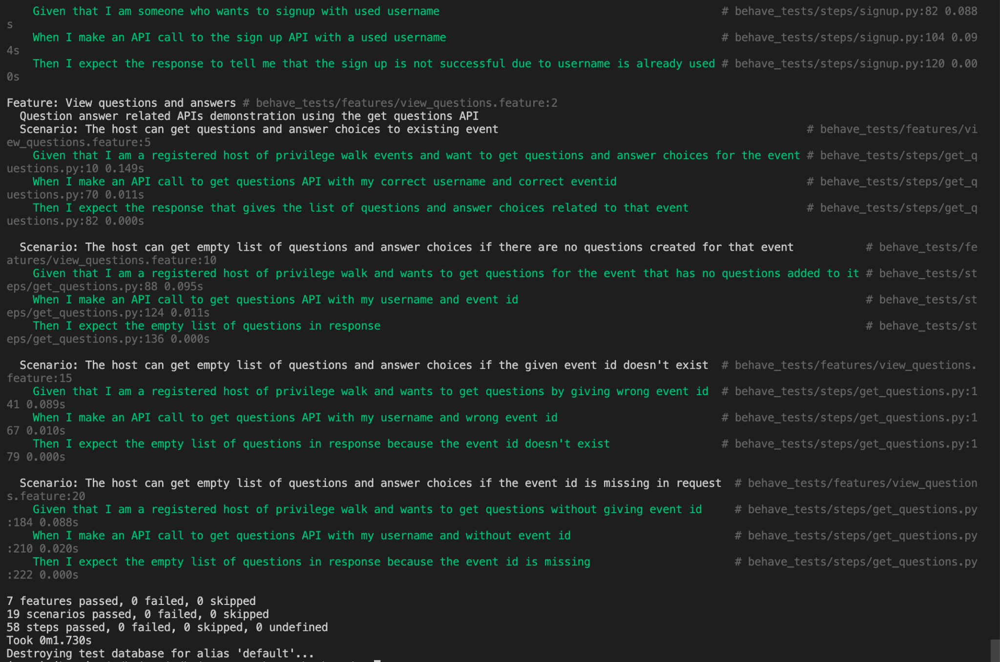 Given that I am someone who wants to signup with used username # behave_tests/steps/signup.py:82 0.088
s
When I make an API call to the sign up API with a used username # behave_tests/steps/signup.py:104 0.09
4s
Then I expect the response to tell me that the sign up is not successful due to username is already used # behave_tests/steps/signup.py:120 0.00
0s
Feature: View questions and answers # behave_tests/features/view_questions.feature:2
Question answer related APIs demonstration using the get questions API
Scenario: The host can get questions and answer choices to existing event # behave_tests/features/vi
ew_questions.feature:5
Given that I am a registered host of privilege walk events and want to get questions and answer choices for the event # behave_tests/steps/get_q
uestions.py:10 0.149s
When I make an API call to get questions API with my correct username and correct eventid # behave_tests/steps/get_q
uestions.py:70 0.011s
Then I expect the response that gives the list of questions and answer choices related to that event # behave_tests/steps/get_q
uestions.py:82 0.000s
Scenario: The host can get empty list of questions and answer choices if there are no questions created for that event # behave_tests/fe
atures/view_questions.feature:10
Given that I am a registered host of privilege walk and wants to get questions for the event that has no questions added to it # behave_tests/st
eps/get_questions.py:88 0.095s
When I make an API call to get questions API with my username and event id # behave_tests/st
eps/get_questions.py:124 0.011s
Then I expect the empty list of questions in response # behave_tests/st
eps/get_questions.py:136 0.000s
Scenario: The host can get empty list of questions and answer choices if the given event id doesn't exist # behave_tests/features/view_questions.
feature:15
Given that I am a registered host of privilege walk and wants to get questions by giving wrong event id # behave_tests/steps/get_questions.py:1
41 0.089s
When I make an API call to get questions API with my username and wrong event id # behave_tests/steps/get_questions.py:1
67 0.010s
Then I expect the empty list of questions in response because the event id doesn't exist # behave_tests/steps/get_questions.py:1
79 0.000s
Scenario: The host can get empty list of questions and answer choices if the event id is missing in request # behave_tests/features/view_question
s.feature:20
Given that I am a registered host of privilege walk and wants to get questions without giving event id # behave_tests/steps/get_questions.py
:184 0.088s
When I make an API call to get questions API with my username and without event id # behave_tests/steps/get_questions.py
:210 0.020s
Then I expect the empty list of questions in response because the event id is missing # behave_tests/steps/get_questions.py
:222 0.000s
7 features passed, 0 failed, 0 skipped
19 scenarios passed, 0 failed, 0 skipped
58 steps passed, 0 failed, 0 skipped, 0 undefined
Took 0m1.730s
Destroying test database for alias 'default'...